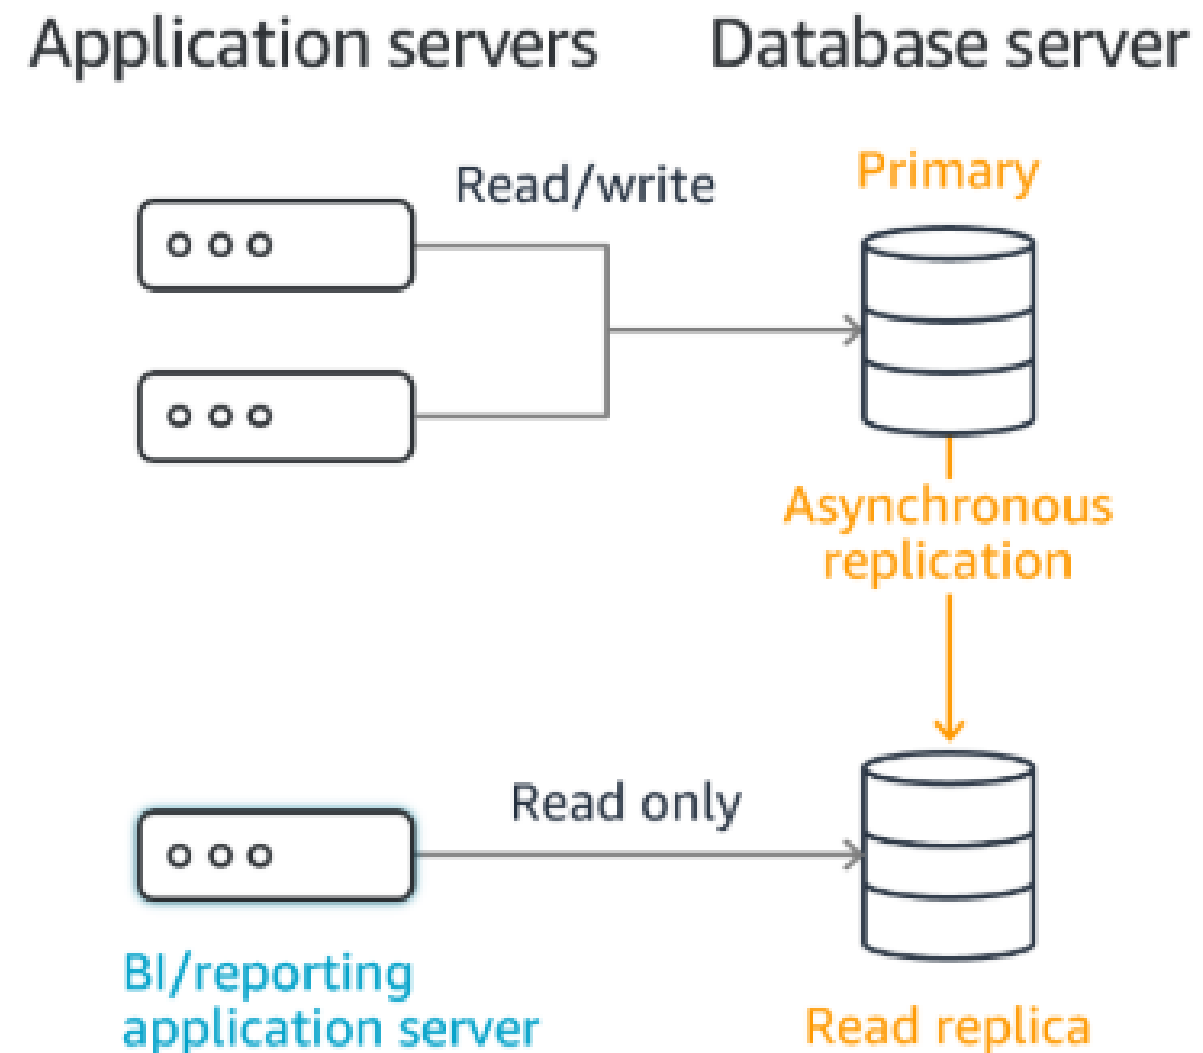 Application servers
Database server
Read/write
Primary
Asynchronous
replication
Read only
BI/reporting
application server
Read replica